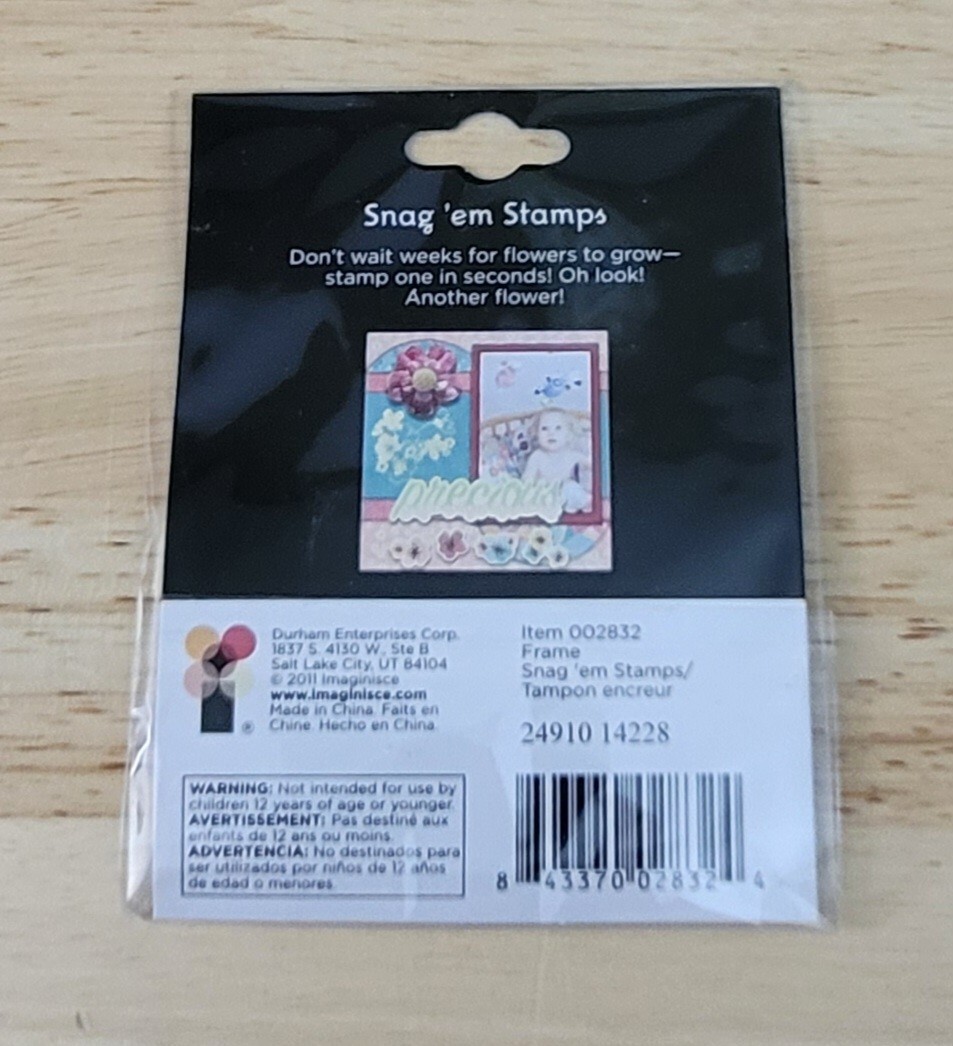 Snag 'em Stamps
Don't wait weeks for flowers to grow—
stamp one in seconds! Oh look!
Another flower!
precious
Durham Enterprises Corp.
1837 S. 4130 W., Ste B
Salt Lake City, UT 84104
© 2011 Imaginisce
www.imaginisce.com
Made in China. Faits en
Chine. Hecho en China.
®
Item 002832
Frame
Snag 'em Stamps/
Tampon encreur
24910 14228
WARNING: Not intended for use by
children 12 years of age or younger.
AVERTISSEMENT: Pas destiné aux
enfants de 12 ans ou moins.
ADVERTENCIA: No destinados para
ser utilizados por niños de 12 años
de edad o menores.
8 43370 02832 4